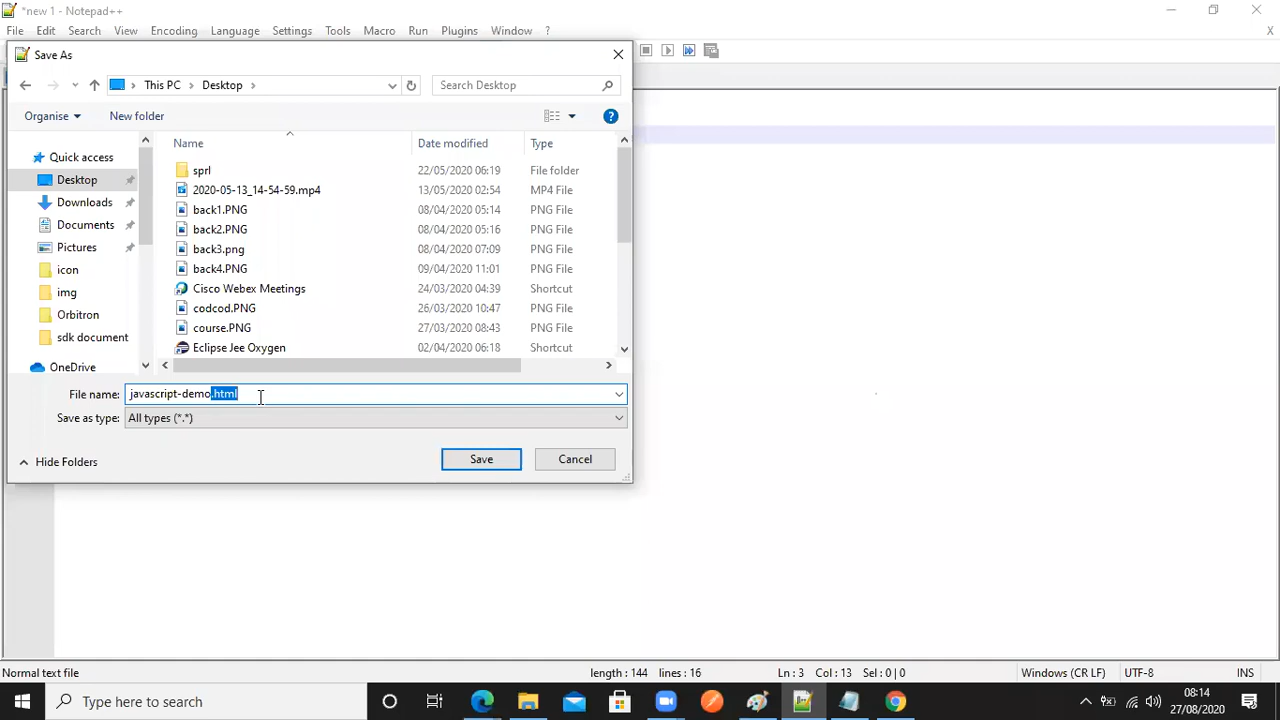 *new 1 - Notepad++
File Edit Search View Encoding Language Settings Tools Macro Run Plugins Window ?
X
Save As
This PC Desktop
Search Desktop
Organise New folder
Name Date modified Type
Quick access
Desktop
Downloads
Documents
Pictures
icon
img
Orbitron
sdk document
OneDrive
sprl 22/05/2020 06:19 File folder
2020-05-13_14-54-59.mp4 13/05/2020 02:54 MP4 File
back1.PNG 08/04/2020 05:14 PNG File
back2.PNG 08/04/2020 05:16 PNG File
back3.png 08/04/2020 07:09 PNG File
back4.PNG 09/04/2020 11:01 PNG File
Cisco Webex Meetings 24/03/2020 04:39 Shortcut
codcod.PNG 26/03/2020 10:47 PNG File
course.PNG 27/03/2020 08:43 PNG File
Eclipse Jee Oxygen 02/04/2020 06:18 Shortcut
File name: javascript-demo.html
Save as type: All types (*.*)
Hide Folders
Save Cancel
Normal text file length : 144 lines : 16 Ln : 3 Col : 13 Sel : 0 | 0 Windows (CR LF) UTF-8 INS
Type here to search
08:14
27/08/2020